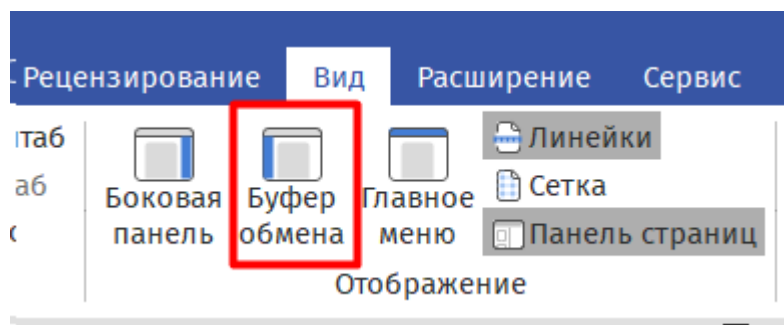 Рецензирование Вид Расширение Сервис
таб
аб
Боковая
панель
Буфер
обмена
Главное
меню
Линейки
Сетка
Панель страниц
Отображение